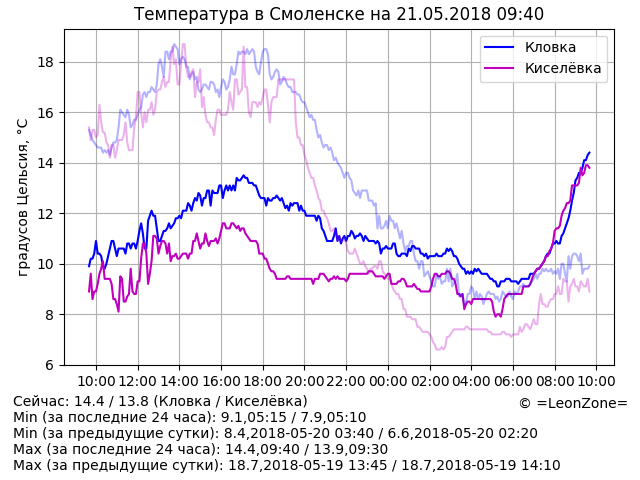 Температура в Смоленске на 21.05.2018 09:40
Кловка
Киселёвка
градусов Цельсия, °C
18
16
14
12
10
8
6
10:00 12:00 14:00 16:00 18:00 20:00 22:00 00:00 02:00 04:00 06:00 08:00 10:00
Сейчас: 14.4 / 13.8 (Кловка / Киселёвка)
© =LeonZone=
Min (за последние 24 часа): 9.1,05:15 / 7.9,05:10
Min (за предыдущие сутки): 8.4,2018-05-20 03:40 / 6.6,2018-05-20 02:20
Max (за последние 24 часа): 14.4,09:40 / 13.9,09:30
Max (за предыдущие сутки): 18.7,2018-05-19 13:45 / 18.7,2018-05-19 14:10